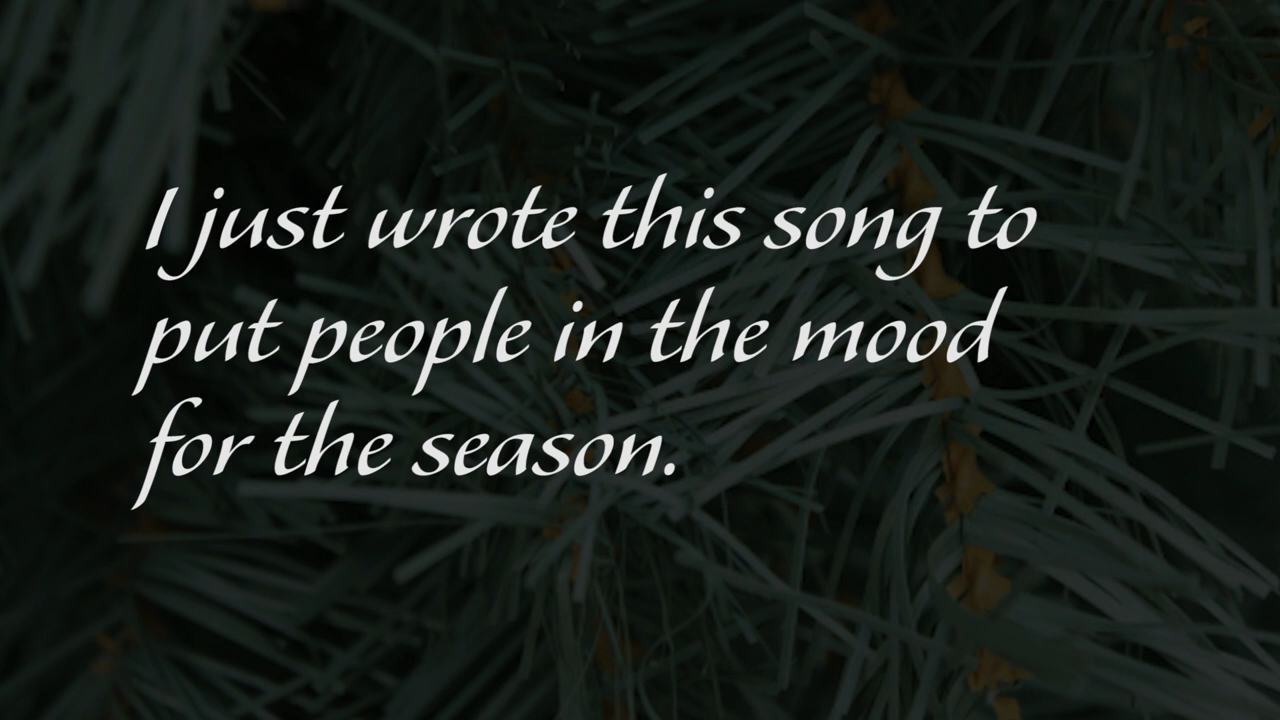 I just wrote this song to
put people in the mood
for the season.